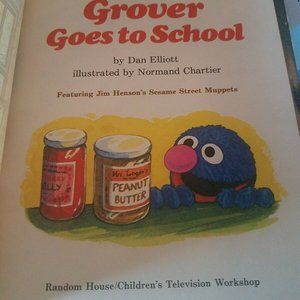 Grover
Goes to School
by Dan Elliott
illustrated by Normand Chartier
Featuring Jim Henson's Sesame Street Muppets
PEANUT
BUTTER
Random House/Children's Television Workshop